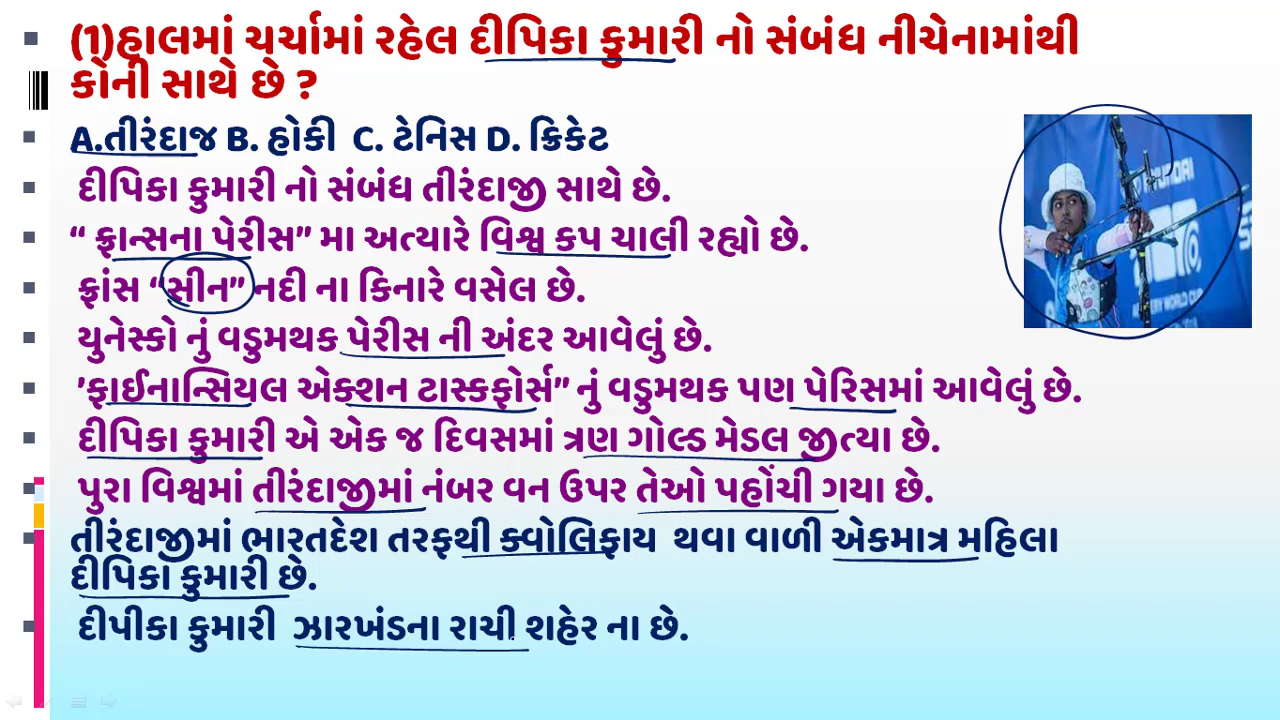 (1)હાલમાં ચર્ચામાં રહેલ દીપિકા કુમારી નો સંબંધ નીચેનામાંથી
કોની સાથે છે ?
A.તીરંદાજ B. હોકી C. ટેનિસ D. ક્રિકેટ
દીપિકા કુમારી નો સંબંધ તીરંદાજી સાથે છે.
“ ફ્રાન્સના પેરીસ” મા અત્યારે વિશ્વ કપ ચાલી રહ્યો છે.
ફ્રાંસ “સીન” નદી ના કિનારે વસેલ છે.
યુનેસ્કો નું વડુમથક પેરીસ ની અંદર આવેલું છે.
’ફાઈનાન્સિયલ એક્શન ટાસ્કફોર્સ” નું વડુમથક પણ પેરિસમાં આવેલું છે.
દીપિકા કુમારી એ એક જ દિવસમાં ત્રણ ગોલ્ડ મેડલ જીત્યા છે.
પુરા વિશ્વમાં તીરંદાજીમાં નંબર વન ઉપર તેઓ પહોંચી ગયા છે.
તીરંદાજીમાં ભારતદેશ તરફથી ક્વોલિફાય થવા વાળી એકમાત્ર મહિલા
દીપિકા કુમારી છે.
દીપીકા કુમારી ઝારખંડના રાચી શહેર ના છે.